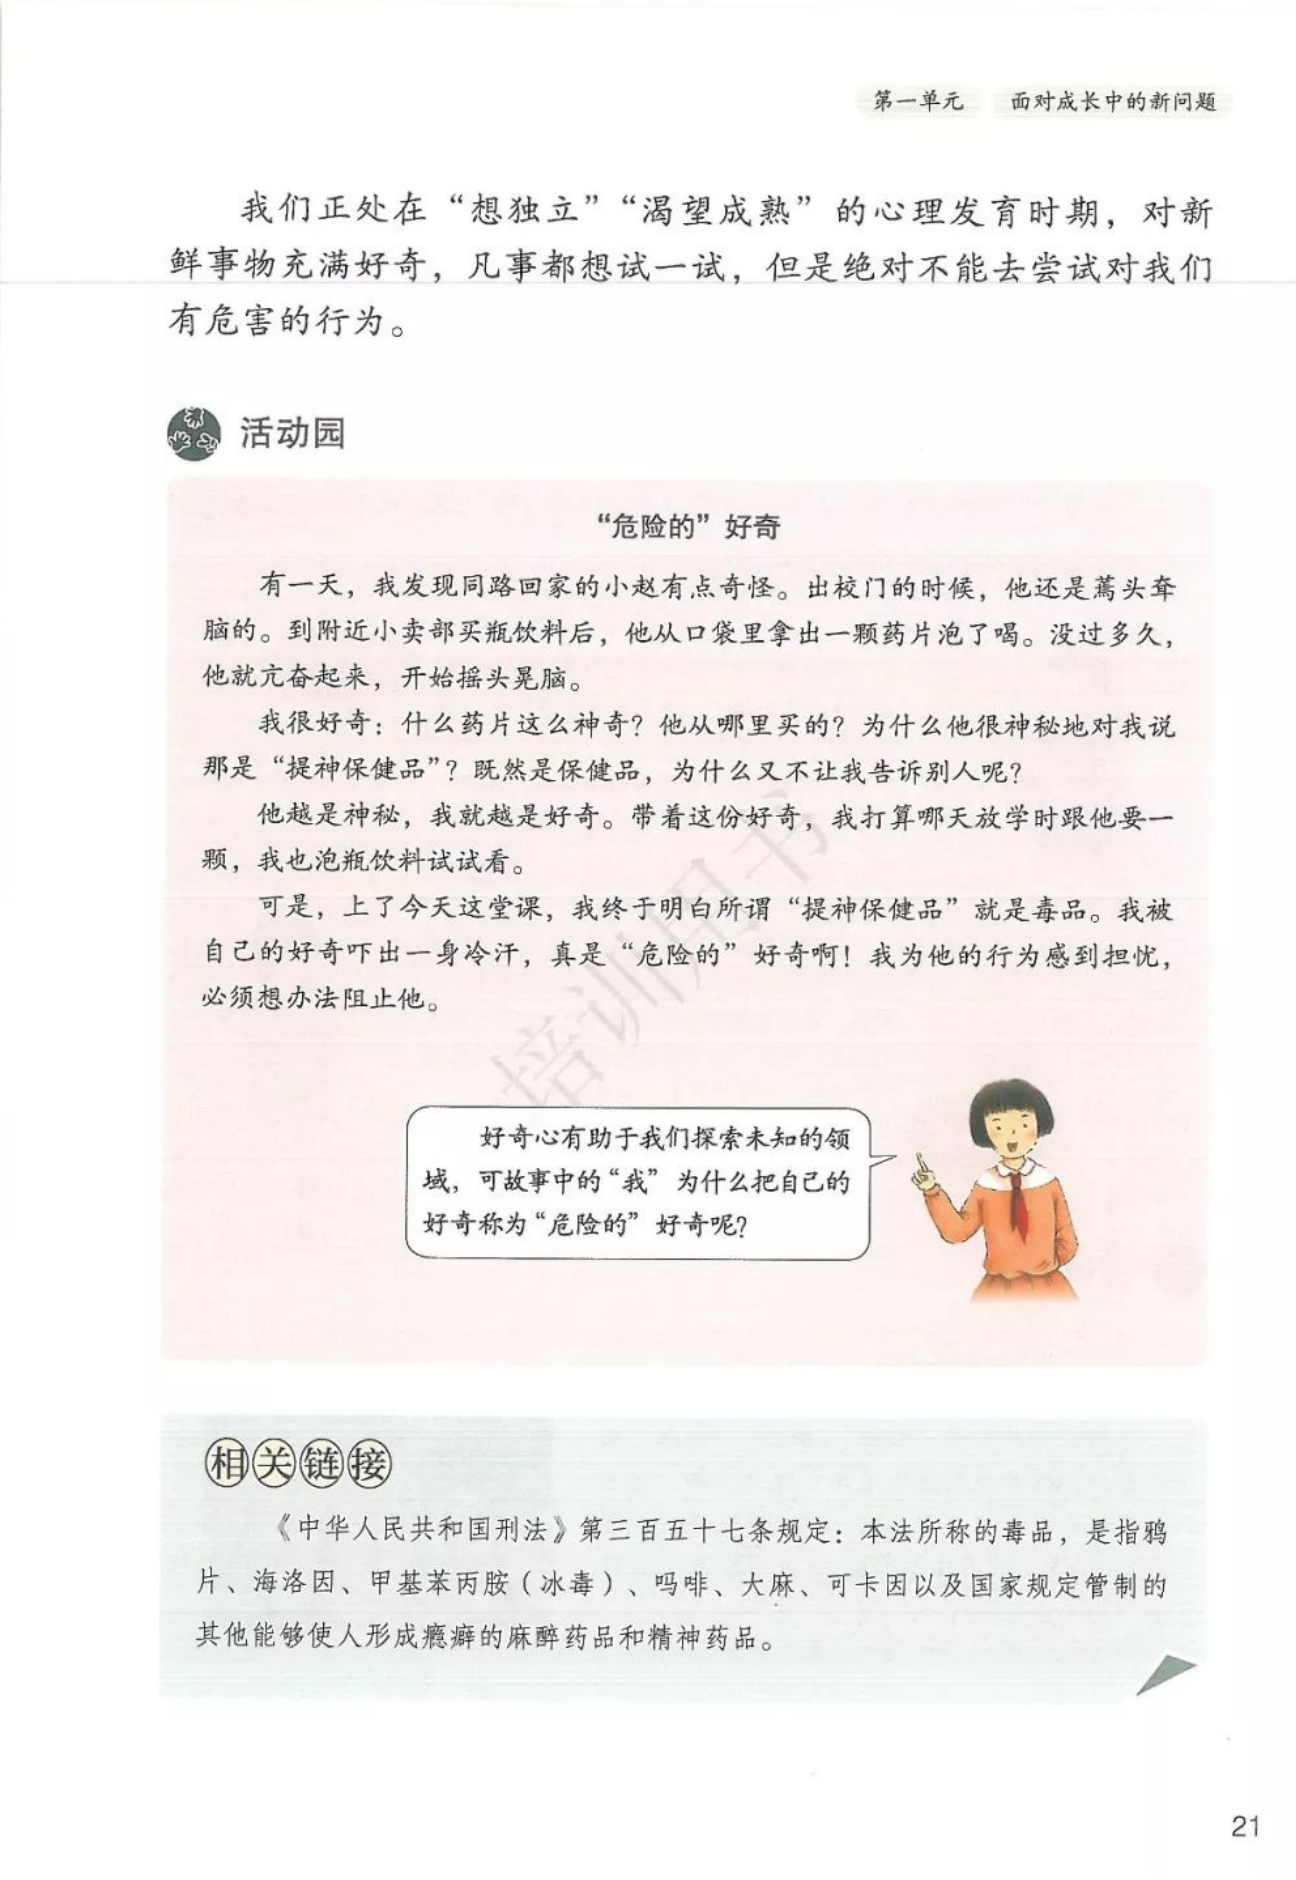 第一单元 面对成长中的新问题
我们正处在“想独立”“渴望成熟”的心理发育时期，对新
鲜事物充满好奇，凡事都想试一试，但是绝对不能去尝试对我们
有危害的行为。
活动园
“危险的”好奇
有一天，我发现同路回家的小赵有点奇怪。出校门的时候，他还是蔫头耷
脑的。到附近小卖部买瓶饮料后，他从口袋里拿出一颗药片泡了喝。没过多久，
他就亢奋起来，开始摇头晃脑。
我很好奇：什么药片这么神奇？他从哪里买的？为什么他很神秘地对我说
那是“提神保健品”？既然是保健品，为什么又不让我告诉别人呢？
他越是神秘，我就越是好奇。带着这份好奇，我打算哪天放学时跟他要一
颗，我也泡瓶饮料试试看。
可是，上了今天这堂课，我终于明白所谓“提神保健品”就是毒品。我被
自己的好奇吓出一身冷汗，真是“危险的”好奇啊！我为他的行为感到担忧，
必须想办法阻止他。
培训用书
好奇心有助于我们探索未知的领
域，可故事中的“我”为什么把自己的
好奇称为“危险的”好奇呢？
相关链接
《中华人民共和国刑法》第三百五十七条规定：本法所称的毒品，是指鸦
片、海洛因、甲基苯丙胺（冰毒）、吗啡、大麻、可卡因以及国家规定管制的
其他能够使人形成瘾癖的麻醉药品和精神药品。
21